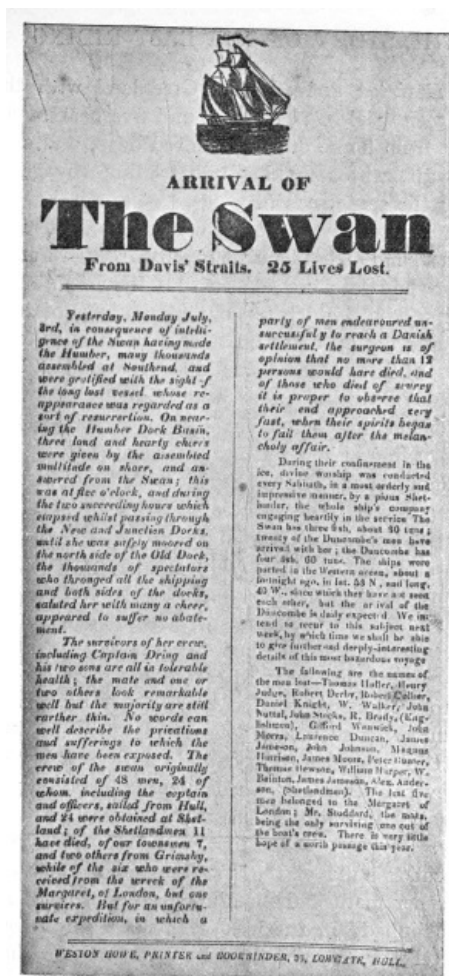 ARRIVAL OF
The Swan
From Davis' Straits. 25 Lives Lost.
Yesterday, Monday July,
3rd, in consequence of intelli-
gence of the Swan having made
the Humber, many thousands
assembled at Southend, and
were gratified with the sight of
the long lost vessel, whose re-
appearance was regarded as a
sort of resurrection. On near-
ing the Humber Dock Basin,
three loud and hearty cheers
were given by the assembled
multitude on shore, and an-
swered from the Swan; this
was at five o'clock, and during
the two succeeding hours which
elapsed whilst passing through
the New and Junction Docks,
until she was safely moored on
the north side of the Old Dock,
the thousands of spectators
who thronged all the shipping
and both sides of the docks,
saluted her with many a cheer,
appeared to suffer no abate-
ment.
The survivors of her crew,
including Captain Dring and
his two sons are all in tolerable
health; the mate and one or
two others look remarkable
well but the majority are still
rarther thin. No words can
well describe the privations
and sufferings to which the
men have been exposed. The
crew of the swan originally
consisted of 48 men, 24 of
whom, including the captain
and officers, sailed from Hull,
and 24 were obtained at Shet-
land; of the Shetlandmen 11
have died, of our townsmen 7,
and two others from Grimsby,
while of the six who were re-
ceived from the wreck of the
Margaret, of London, but one
survives. But for an unfortu-
nate expedition, in which a
party of men endeavoured un-
successfully to reach a Danish
settlement, the surgeon is of
opinion that no more than 12
persons would have died, and
of those who died of scurvy
it is proper to observe that
their end approached very
fast, when their spirits began
to fail them after the melan-
choly affair.
During their confinement in the
ice, divine worship was conducted
every Sabbath, in a most orderly and
impressive manner, by a pious Shet-
lander, the whole ship's company
engaging heartily in the service The
Swan has three fish, about 40 tuns;
twenty of the Duncombe's men have
arrived with her; the Duncombe has
four fish, 60 tuns. The ships were
parted in the Western ocean, about a
fortnight ago, in lat. 58 N, and long.
40 W., since which they have not seen
each other, but the arrival of the
Duncombe is daily expected We in-
tend to recur to this subject next
week, by which time we shall be able
to give further and deeply-interesting
details of this most hazardous voyage
The following are the names of
the men lost—Thomas Haller, Henry
Judge, Robert Derby, Robert Collier,
Daniel Knight, W. Walker, John
Nuttal, John Stocks, R. Brady, (Eng-
lishmen), Gifford Warwick, John
Moers, Laurence Duncan, James
Jameson, John Johnson, Magnus
Harrison, James Moors, Peter Hunter,
Thomas Hewson, William Harper, W.
Brinton, James Jameson, Alex. Ander-
son, (Shetlandmen). The last five
men belonged to the Margaret of
London; Mr. Stoddard, the mate,
being the only surviving one out of
the boat's crew. There is very little
hope of a north passage this year.
WESTON HOWE, PRINTER and BOOKBINDER, LOWGATE, HULL.